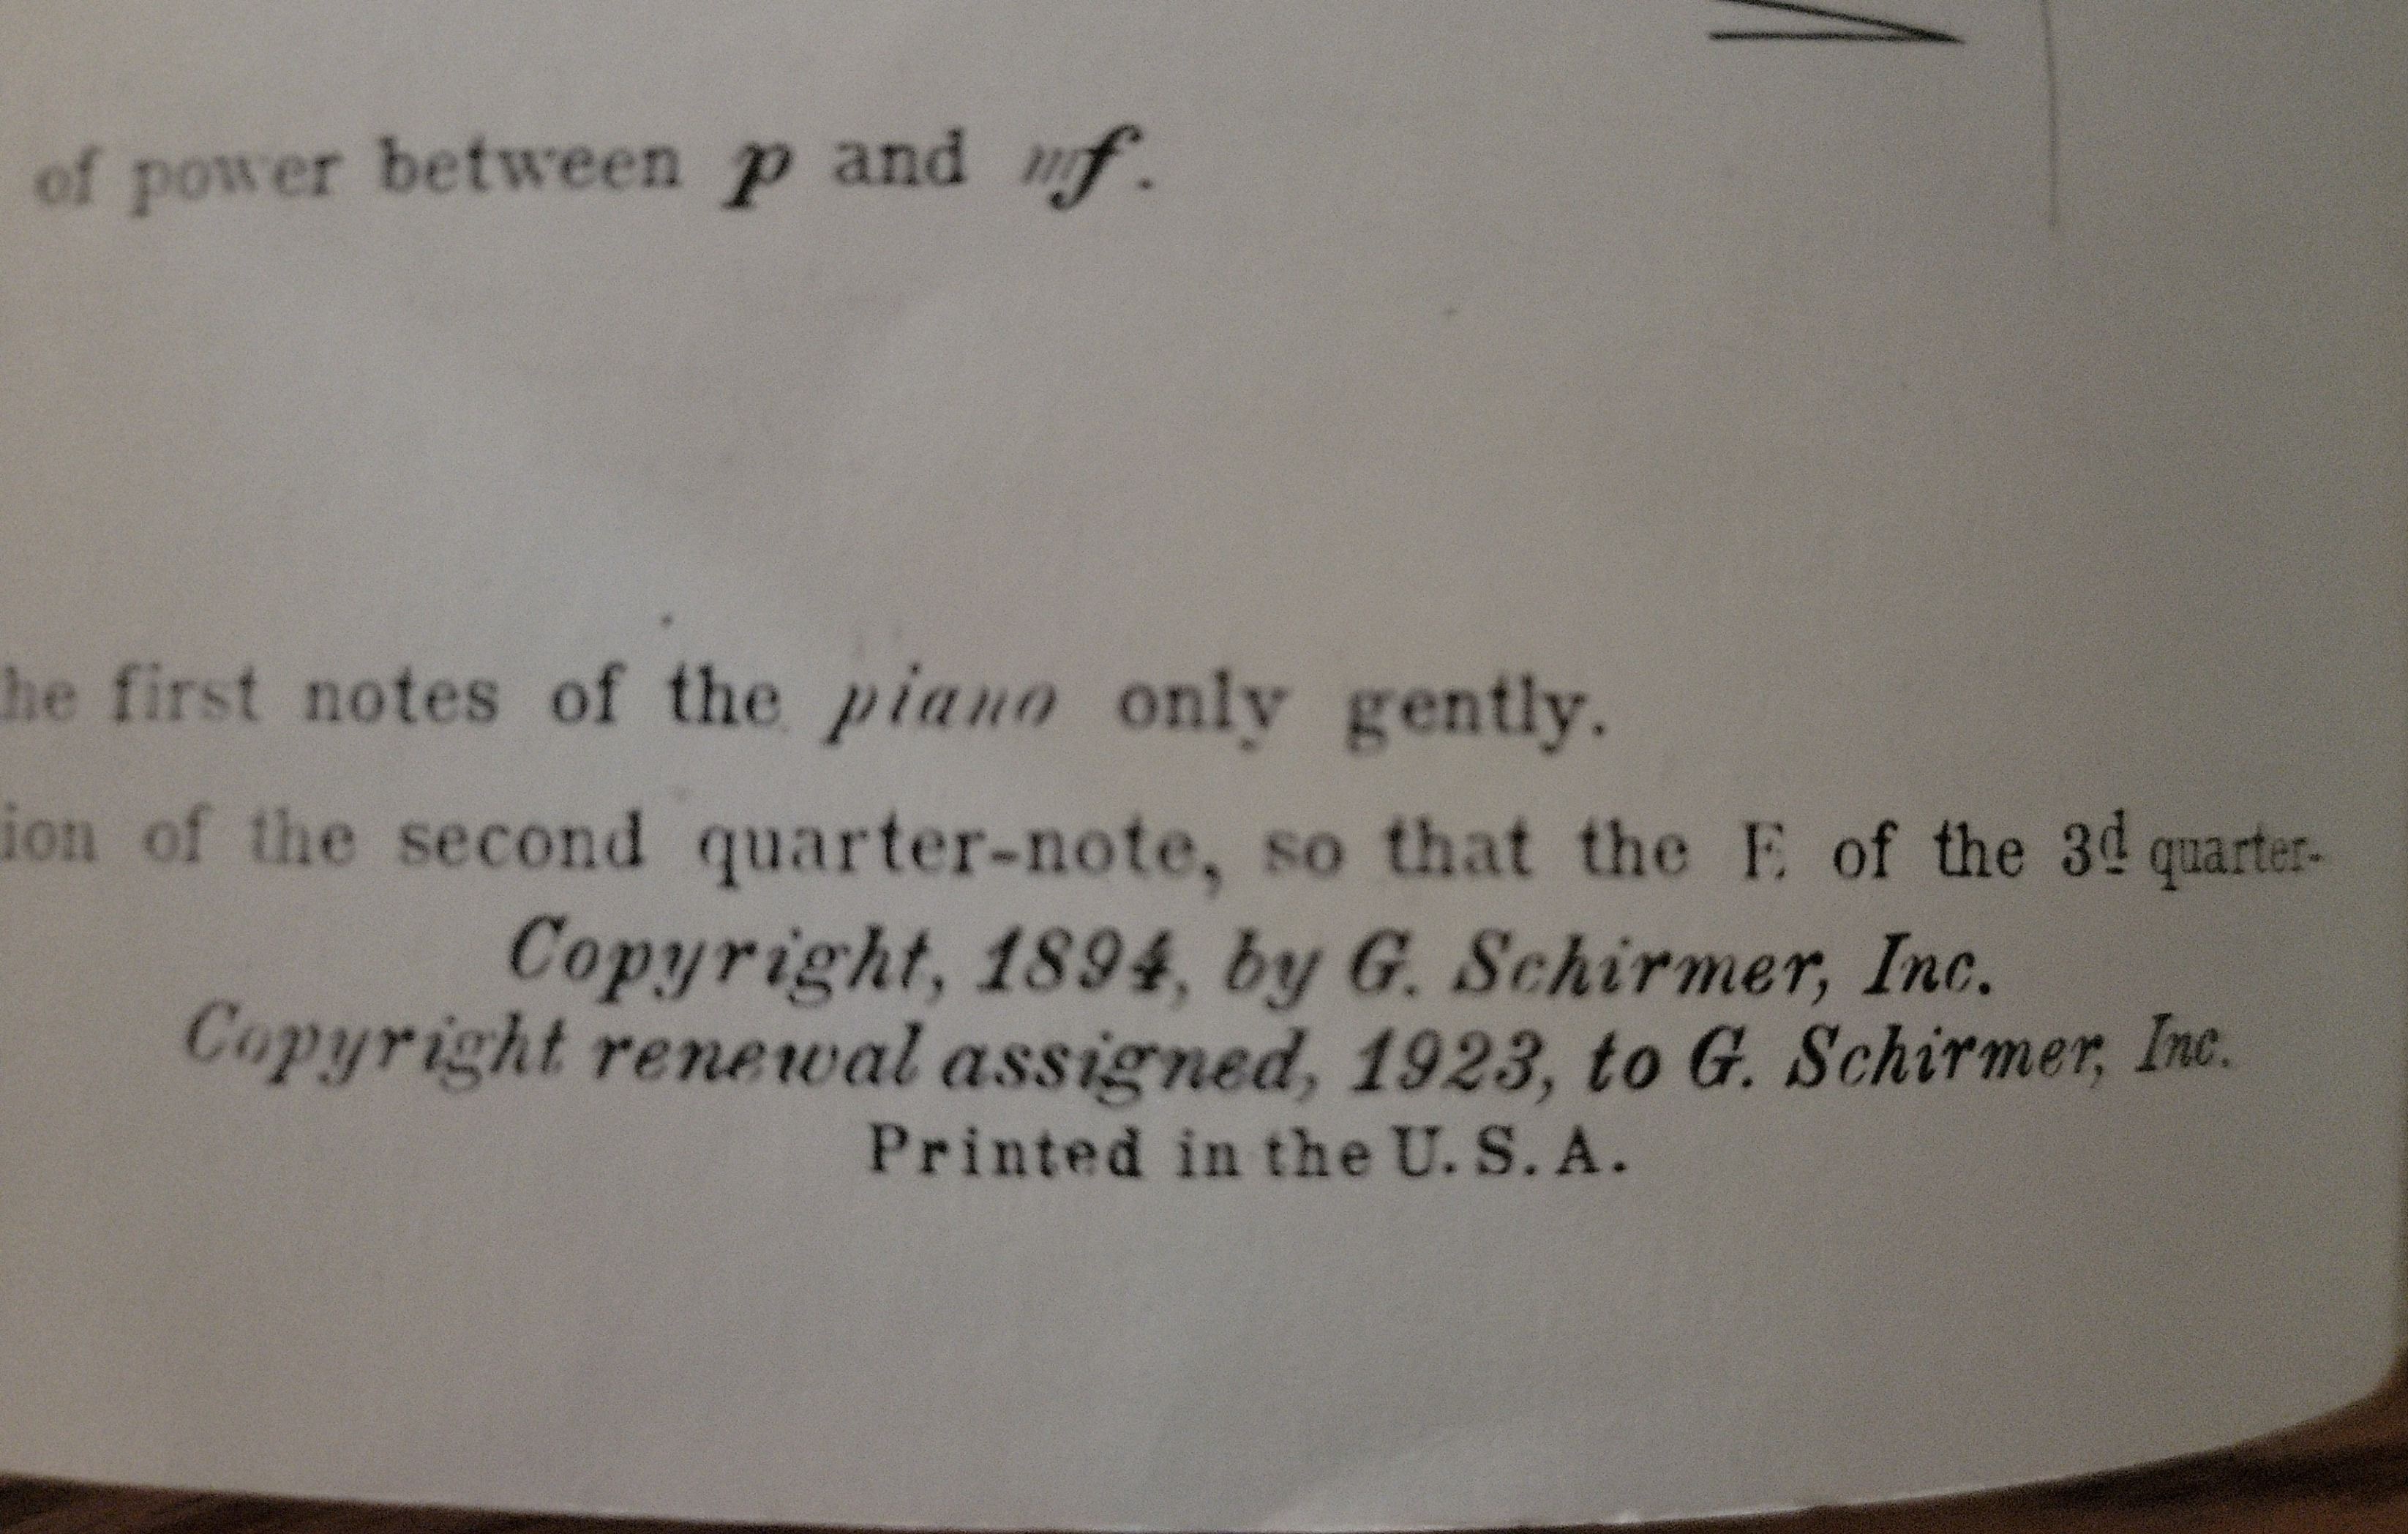 of power between p and mf.
he first notes of the piano only gently.
ion of the second quarter-note, so that the E of the 3d quarter-
Copyright, 1894, by G. Schirmer, Inc.
Copyright renewal assigned, 1923, to G. Schirmer, Inc.
Printed in the U.S.A.